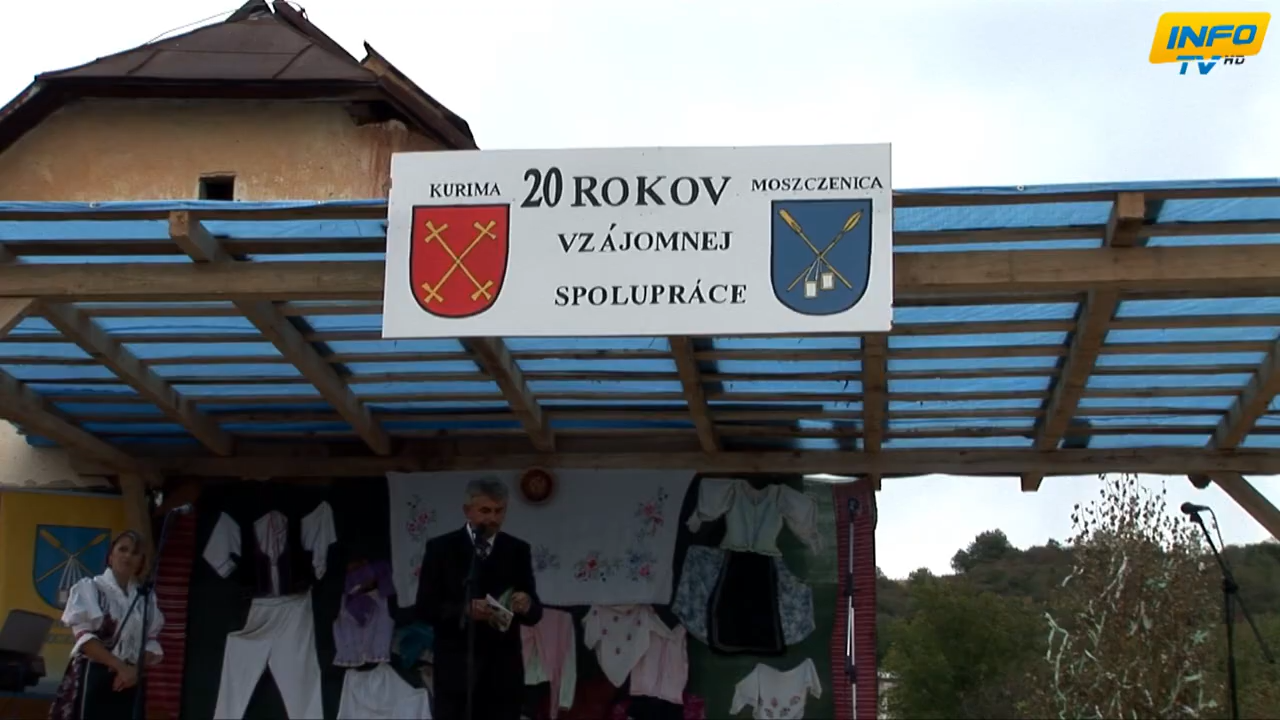 INFO
TV HD
KURIMA
20 ROKOV
MOSZCZENICA
VZÁJOMNEJ
SPOLUPRÁCE